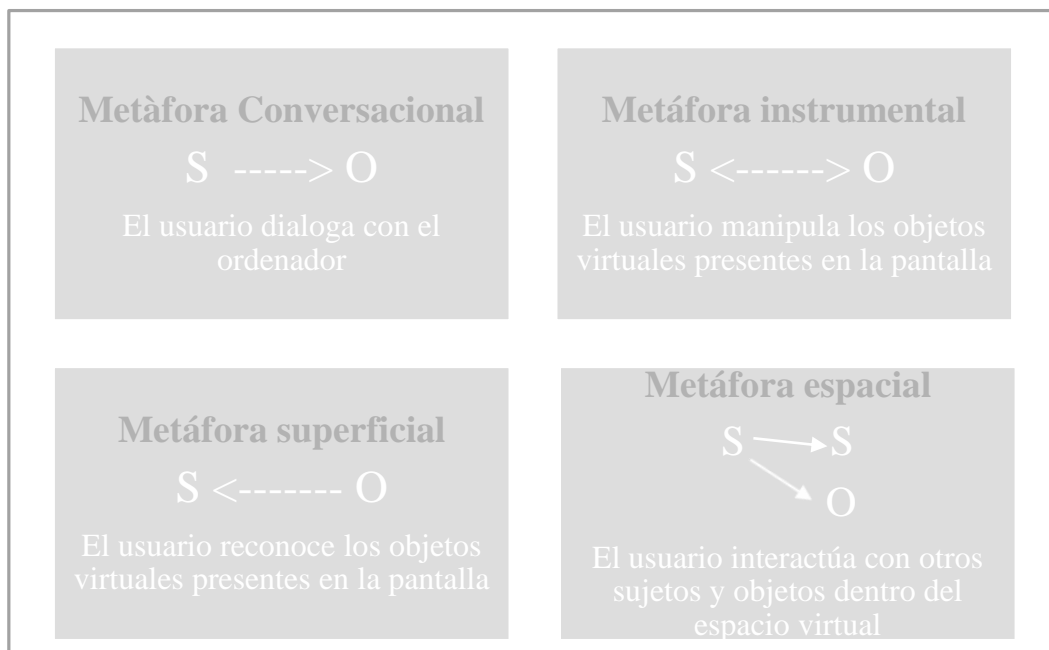 Metàfora Conversacional
S -----> O
El usuario dialoga con el
ordenador
Metáfora instrumental
S <------> O
El usuario manipula los objetos
virtuales presentes en la pantalla
Metáfora superficial
S <------- O
El usuario reconoce los objetos
virtuales presentes en la pantalla
Metáfora espacial
S S
O
El usuario interactúa con otros
sujetos y objetos dentro del
espacio virtual